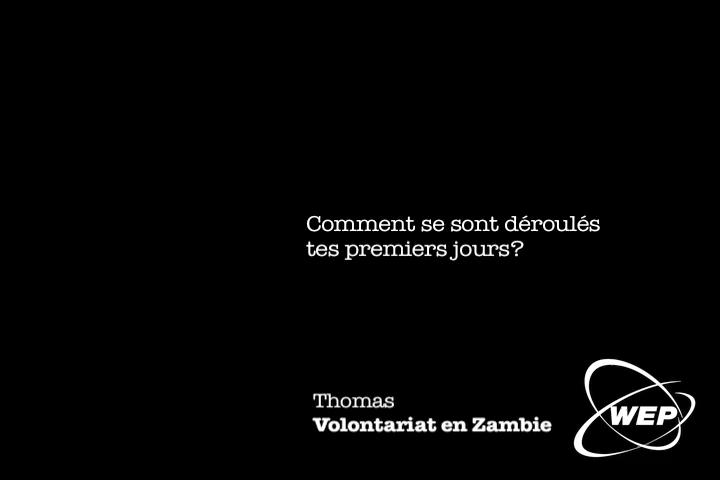 Comment se sont déroulés
tes premiers jours?
Thomas
Volontariat en Zambie
WEP